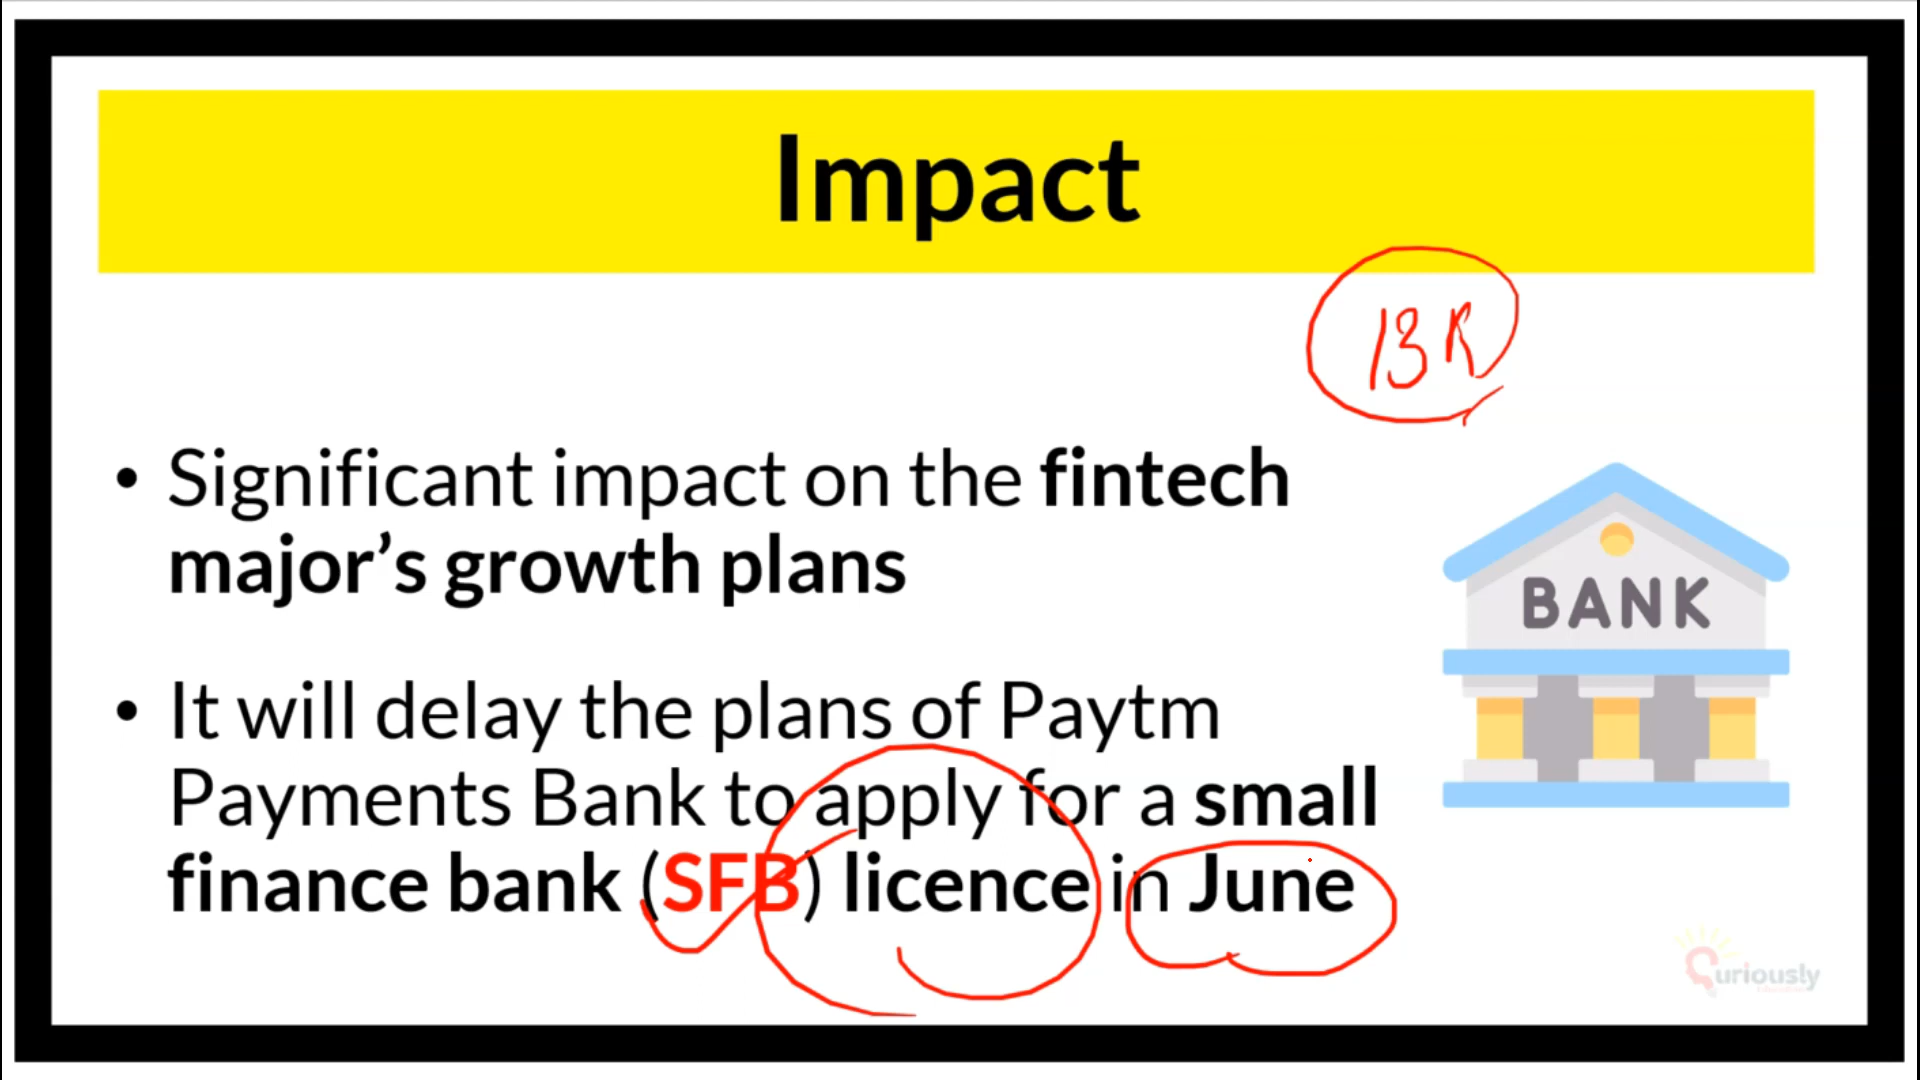 Impact
13 R
• Significant impact on the fintech
major’s growth plans
BANK
• It will delay the plans of Paytm
Payments Bank to apply for a small
finance bank (SFB) licence in June
Curiously